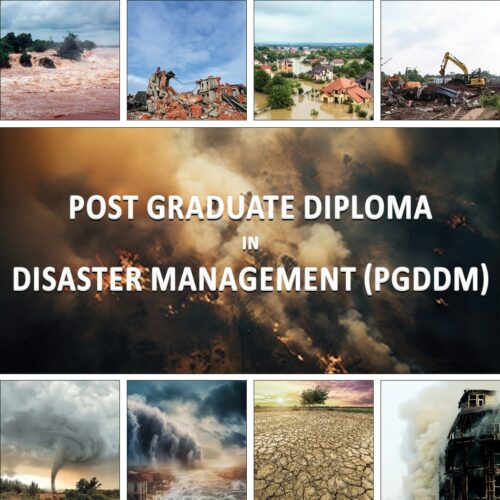 POST GRADUATE DIPLOMA
IN
DISASTER MANAGEMENT (PGDDM)